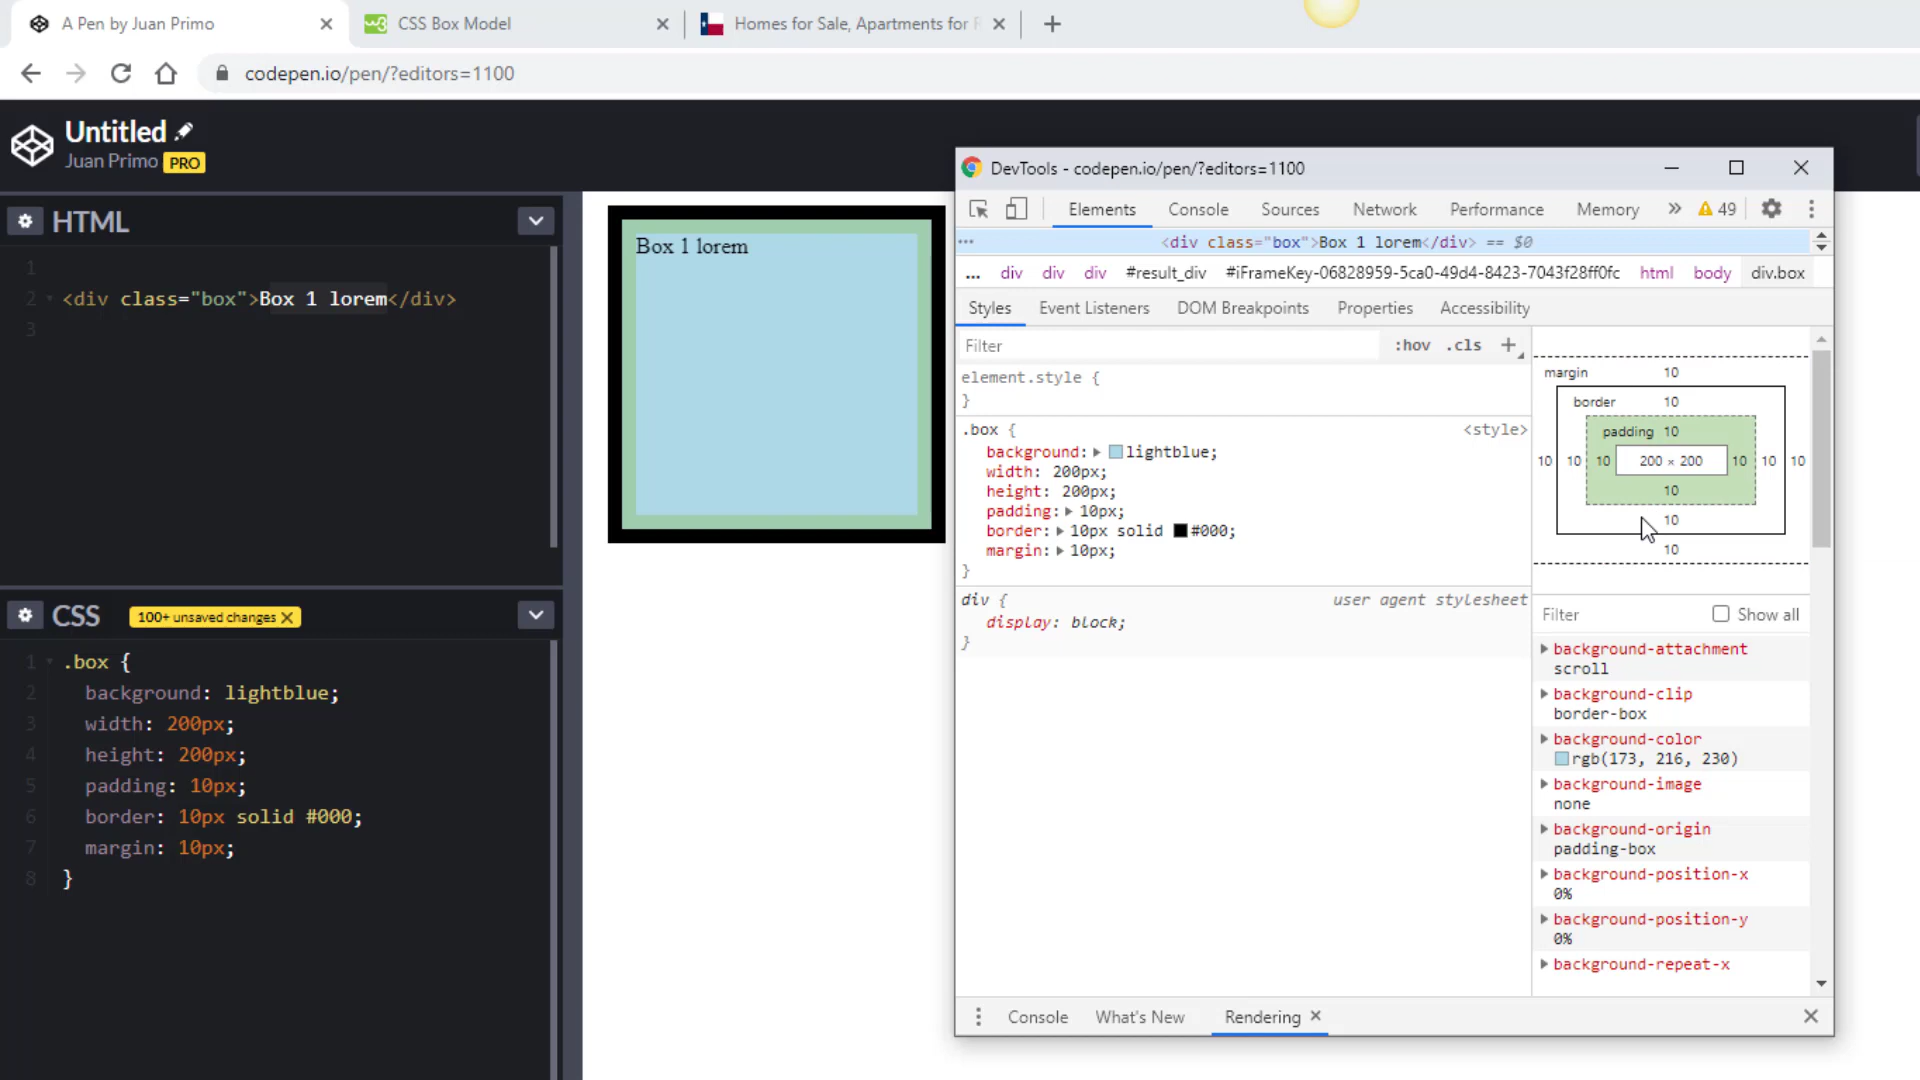 A Pen by Juan Primo
CSS Box Model
Homes for Sale, Apartments for R
codepen.io/pen/?editors=1100
Untitled
Juan Primo PRO
HTML
1
2 <div class="box">Box 1 lorem</div>
3
CSS 100+ unsaved changes
1 .box {
2 background: lightblue;
3 width: 200px;
4 height: 200px;
5 padding: 10px;
6 border: 10px solid #000;
7 margin: 10px;
8 }
Box 1 lorem
DevTools - codepen.io/pen/?editors=1100
Elements Console Sources Network Performance Memory » 49
... <div class="box">Box 1 lorem</div> == $0
... div div div #result_div #iFrameKey-06828959-5ca0-49d4-8423-7043f28ff0fc html body div.box
Styles Event Listeners DOM Breakpoints Properties Accessibility
Filter :hov .cls +
element.style {
}
.box { <style>
background: lightblue;
width: 200px;
height: 200px;
padding: 10px;
border: 10px solid #000;
margin: 10px;
}
div { user agent stylesheet
display: block;
}
margin 10
border 10
padding 10
10 10 10 200 × 200 10 10 10
10
10
10
Filter Show all
background-attachment
scroll
background-clip
border-box
background-color
rgb(173, 216, 230)
background-image
none
background-origin
padding-box
background-position-x
0%
background-position-y
0%
background-repeat-x
Console What's New Rendering